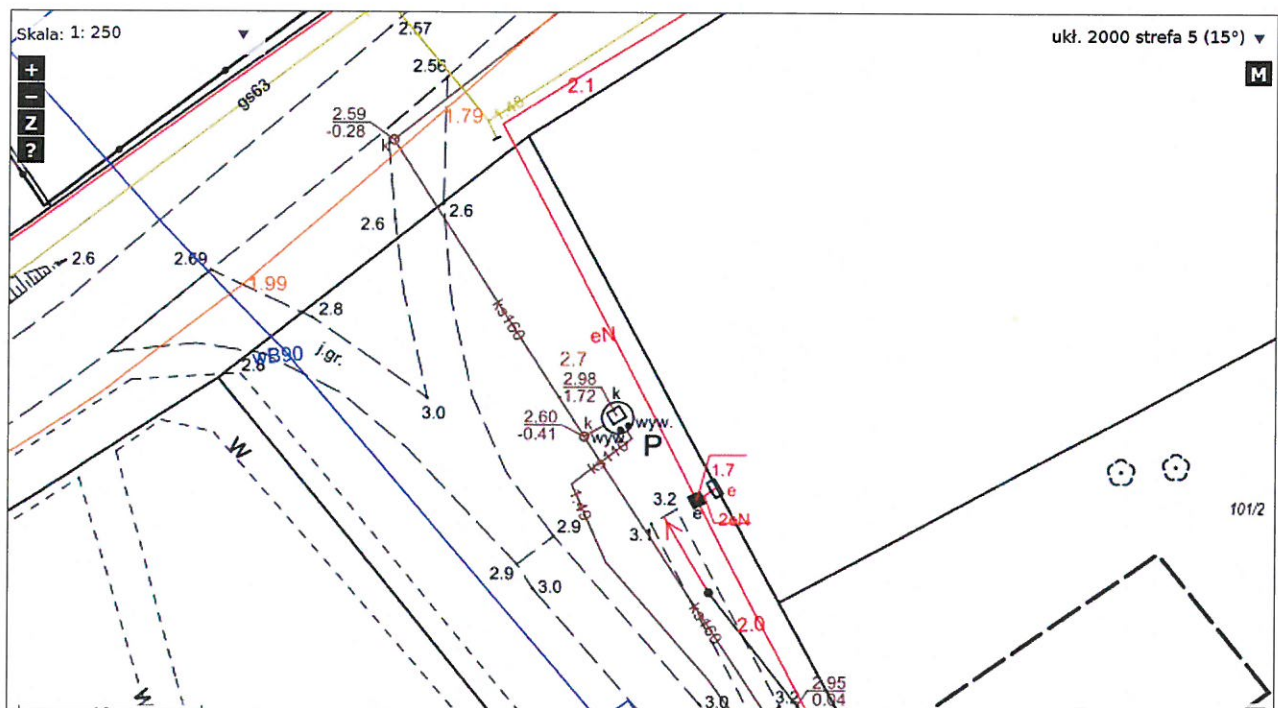 Skala: 1: 250
ukł. 2000 strefa 5 (15°)
+
M
–
Z
?
2.57
2.56
2.1
gs63
1.48
1.79
2.59
-0.28
k
2.6
2.6
2.6
2.69
1.99
2.8
j.gr.
ks160
eN
wB90
2.8
2.7
2.98
1.72
k
3.0
2.60
-0.41
k
wyw.
wyw.
P
W
ks110
1.7
e
1.49
3.2
e
2eN
101/2
2.9
3.1
2.9
3.0
ks160
2.0
W
2.95
0.04
3.0
3.2